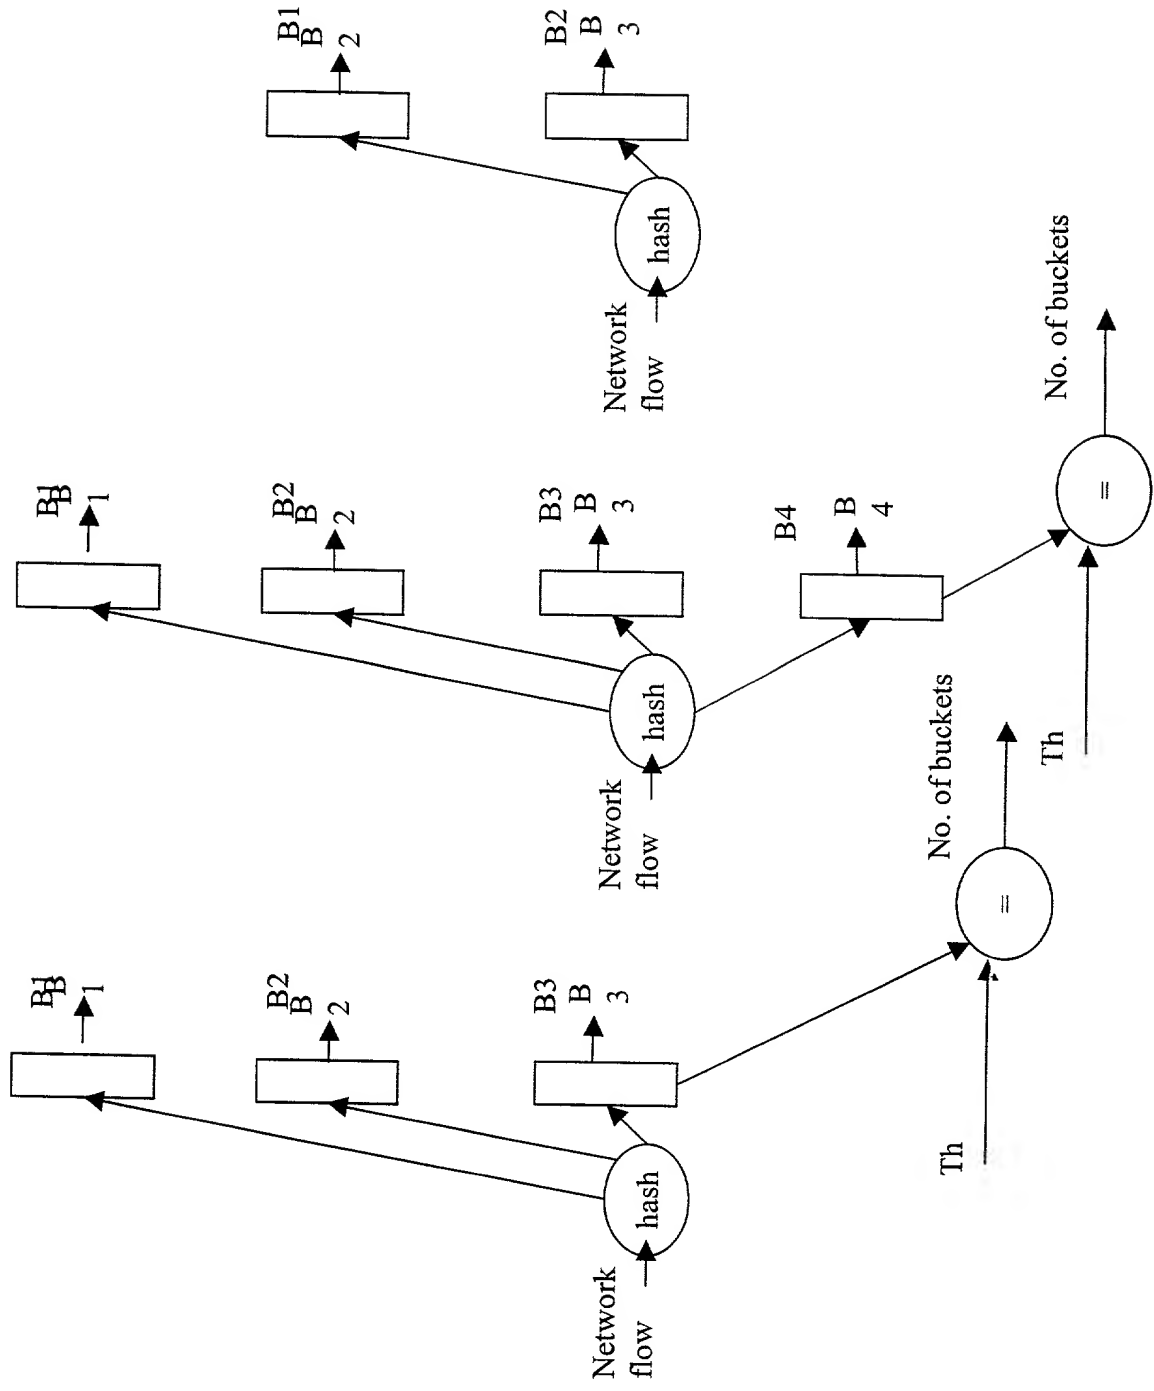 B1
B
1
B2
B
2
B3
B
3
hash
Network
flow
No. of buckets
=
Th
B1
B
1
B2
B
2
B3
B
3
B4
B
4
hash
Network
flow
No. of buckets
=
Th
B1
B
2
B2
B
3
hash
Network
flow